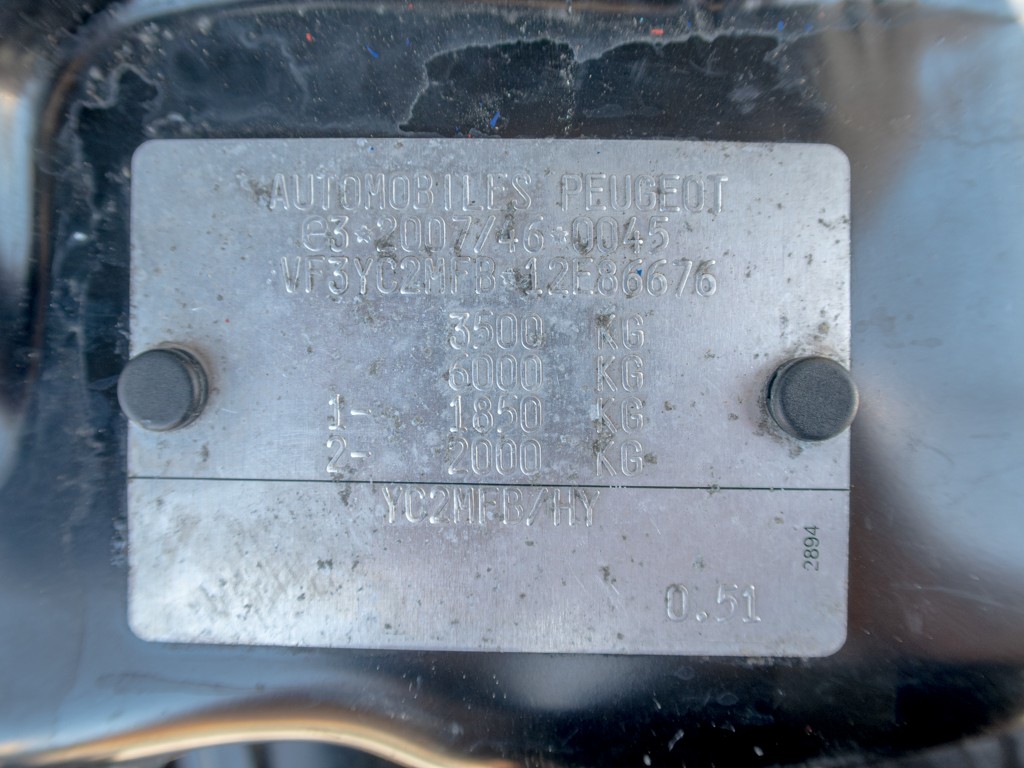 AUTOMOBILES PEUGEOT
e3*2007/46*0045
VF3YC2MFB*12E86676
3500 KG
6000 KG
1- 1850 KG
2- 2000 KG
YC2MFB/HY
2894
0.51